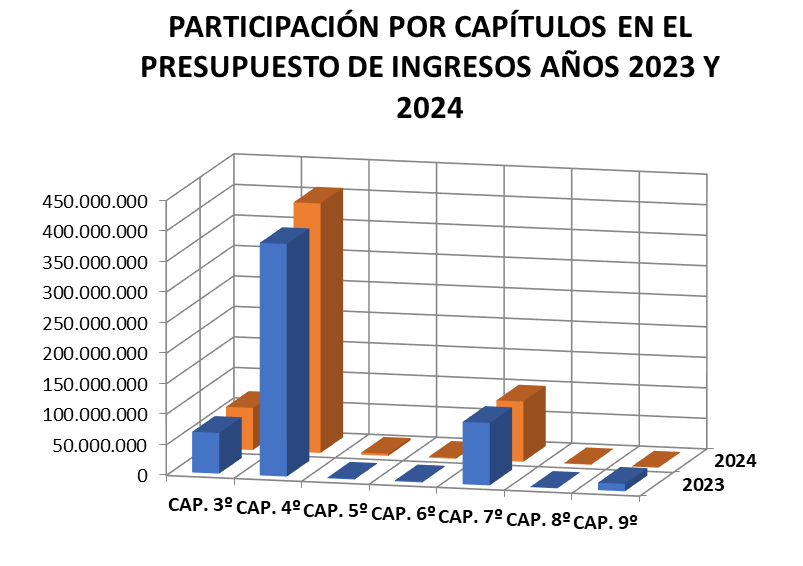 PARTICIPACIÓN POR CAPÍTULOS EN EL
PRESUPUESTO DE INGRESOS AÑOS 2023 Y
2024
450.000.000
400.000.000
350.000.000
300.000.000
250.000.000
200.000.000
150.000.000
100.000.000
50.000.000
0
CAP. 3º
CAP. 4º
CAP. 5º
CAP. 6º
CAP. 7º
CAP. 8º
CAP. 9º
2023
2024